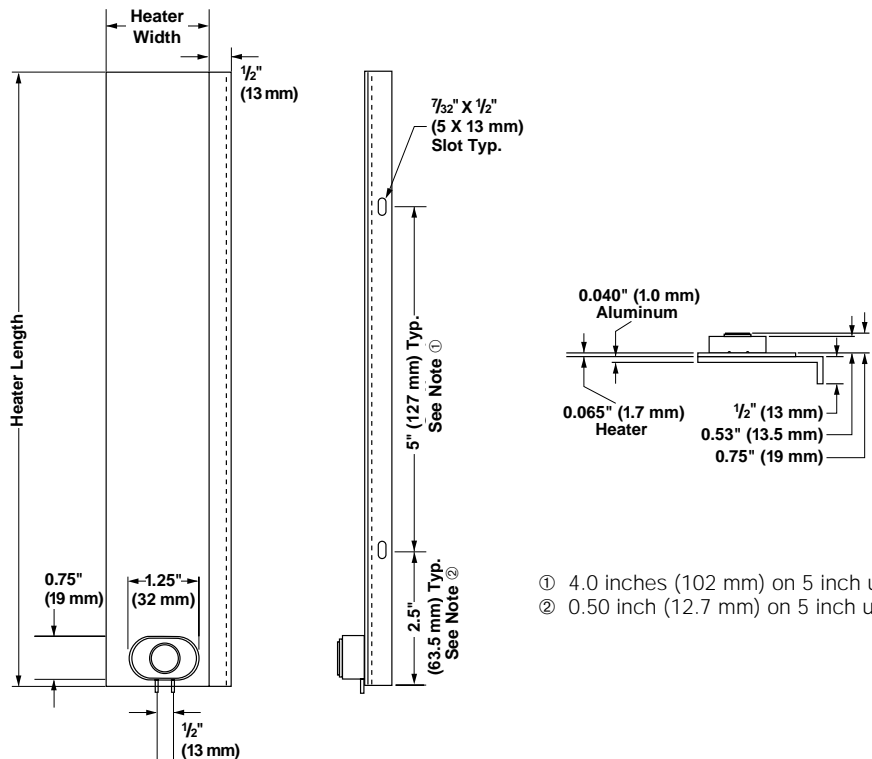 Heater
Width
1/2"
(13 mm)
7/32" X 1/2"
(5 X 13 mm)
Slot Typ.
Heater Length
5" (127 mm) Typ.
See Note ①
2.5"
(63.5 mm) Typ.
See Note ②
0.75"
(19 mm)
1.25"
(32 mm)
1/2"
(13 mm)
0.040" (1.0 mm)
Aluminum
0.065" (1.7 mm)
Heater
1/2" (13 mm)
0.53" (13.5 mm)
0.75" (19 mm)
① 4.0 inches (102 mm) on 5 inch
② 0.50 inch (12.7 mm) on 5 inch